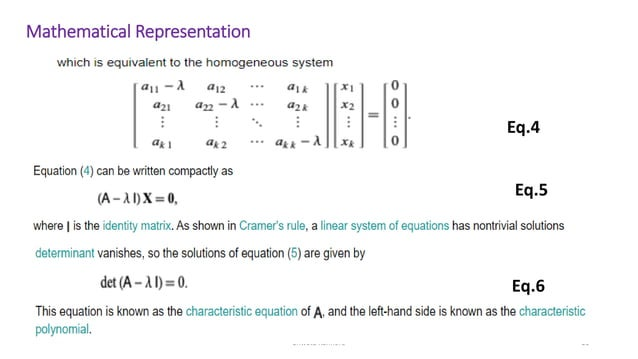 Mathematical Representation
which is equivalent to the homogeneous system
a11 − λ a12 ⋯ a1k x1 0
a21 a22 − λ ⋯ a2k x2 = 0
⋮ ⋮ ⋱ ⋮ ⋮ ⋮
ak1 ak2 ⋯ akk − λ xk 0 .
Eq.4
Equation (4) can be written compactly as
(A − λ I) X = 0,
Eq.5
where I is the identity matrix. As shown in Cramer's rule, a linear system of equations has nontrivial solutions
determinant vanishes, so the solutions of equation (5) are given by
det (A − λ I) = 0.
Eq.6
This equation is known as the characteristic equation of A, and the left-hand side is known as the characteristic
polynomial.